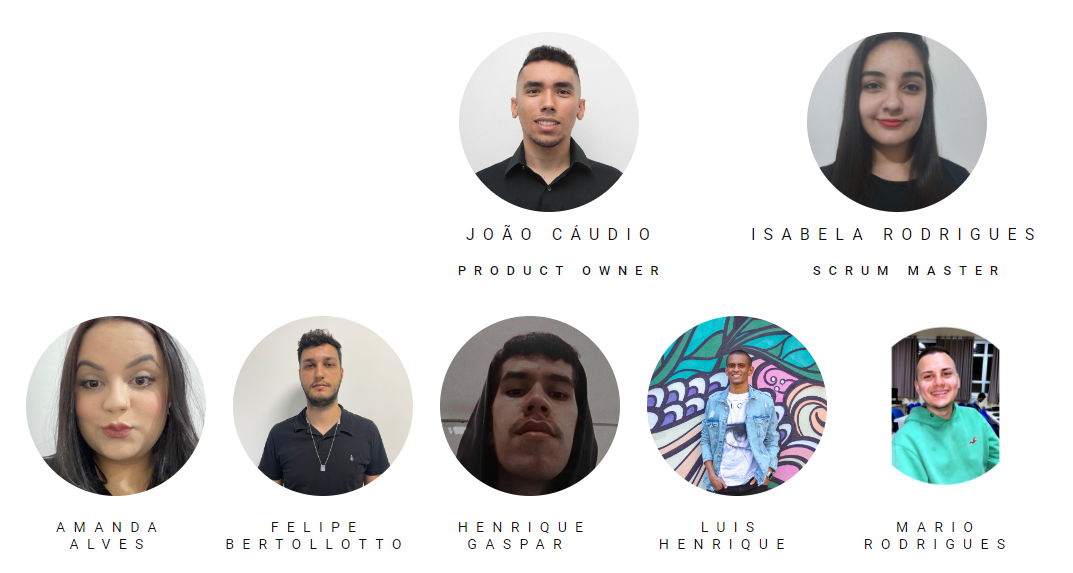 JOÃO CÁUDIO
ISABELA RODRIGUES
PRODUCT OWNER
SCRUM MASTER
AMANDA
ALVES
FELIPE
BERTOLLOTTO
HENRIQUE
GASPAR
LUIS
HENRIQUE
MARIO
RODRIGUES